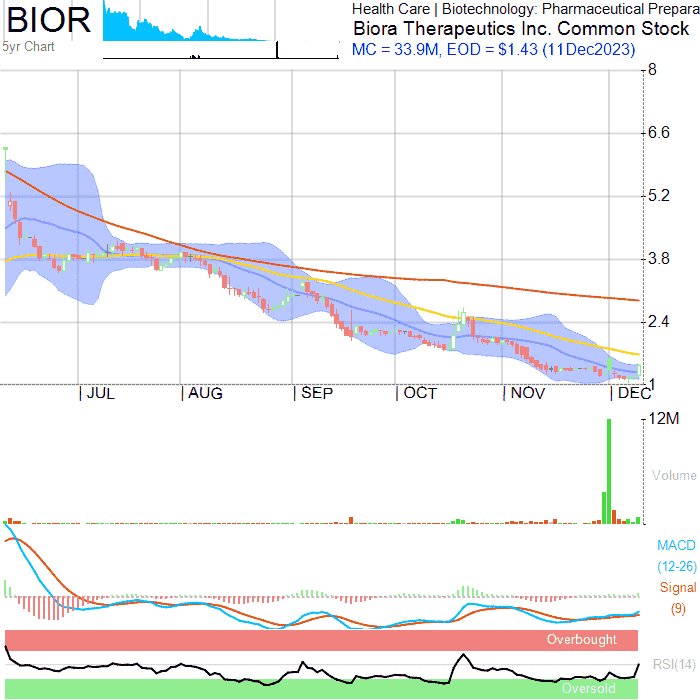 BIOR
Health Care | Biotechnology: Pharmaceutical Prepara
Biora Therapeutics Inc. Common Stock
5yr Chart
MC = 33.9M, EOD = $1.43 (11Dec2023)
8
6.6
5.2
3.8
2.4
1
JUL
AUG
SEP
OCT
NOV
DEC
12M
Volume
MACD
(12-26)
Signal
(9)
Overbought
RSI(14)
Oversold